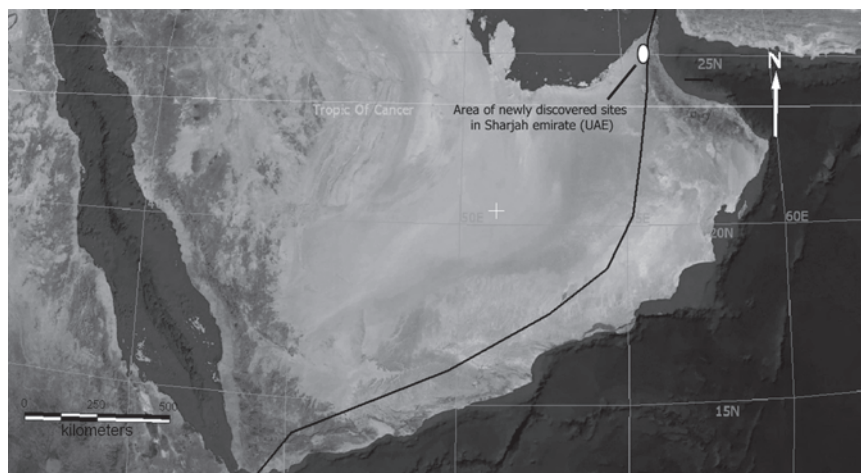 25N
N
Tropic Of Cancer
Area of newly discovered sites
in Sharjah emirate (UAE)
50E
20N
60E
0 250 500
kilometers
15N